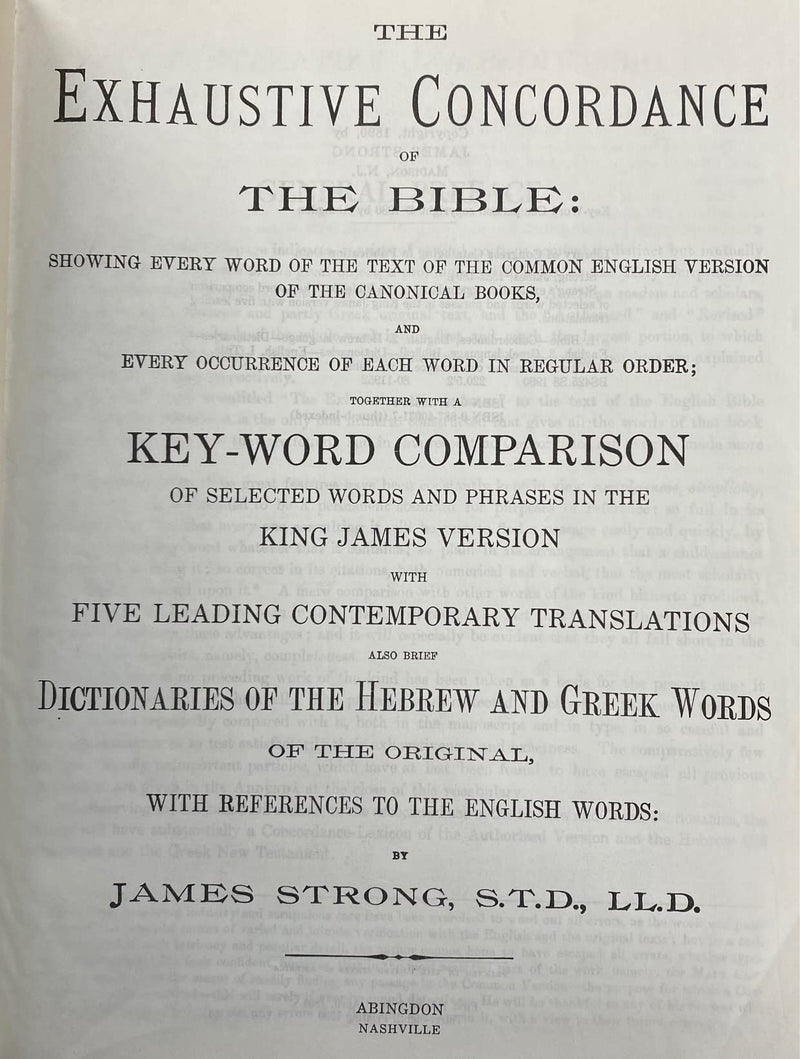 THE
EXHAUSTIVE CONCORDANCE
OF
THE BIBLE:
SHOWING EVERY WORD OF THE TEXT OF THE COMMON ENGLISH VERSION
OF THE CANONICAL BOOKS,
AND
EVERY OCCURRENCE OF EACH WORD IN REGULAR ORDER;
TOGETHER WITH A
KEY-WORD COMPARISON
OF SELECTED WORDS AND PHRASES IN THE
KING JAMES VERSION
WITH
FIVE LEADING CONTEMPORARY TRANSLATIONS
ALSO BRIEF
DICTIONARIES OF THE HEBREW AND GREEK WORDS
OF THE ORIGINAL,
WITH REFERENCES TO THE ENGLISH WORDS:
BY
JAMES STRONG, S.T.D., LL.D.
ABINGDON
NASHVILLE